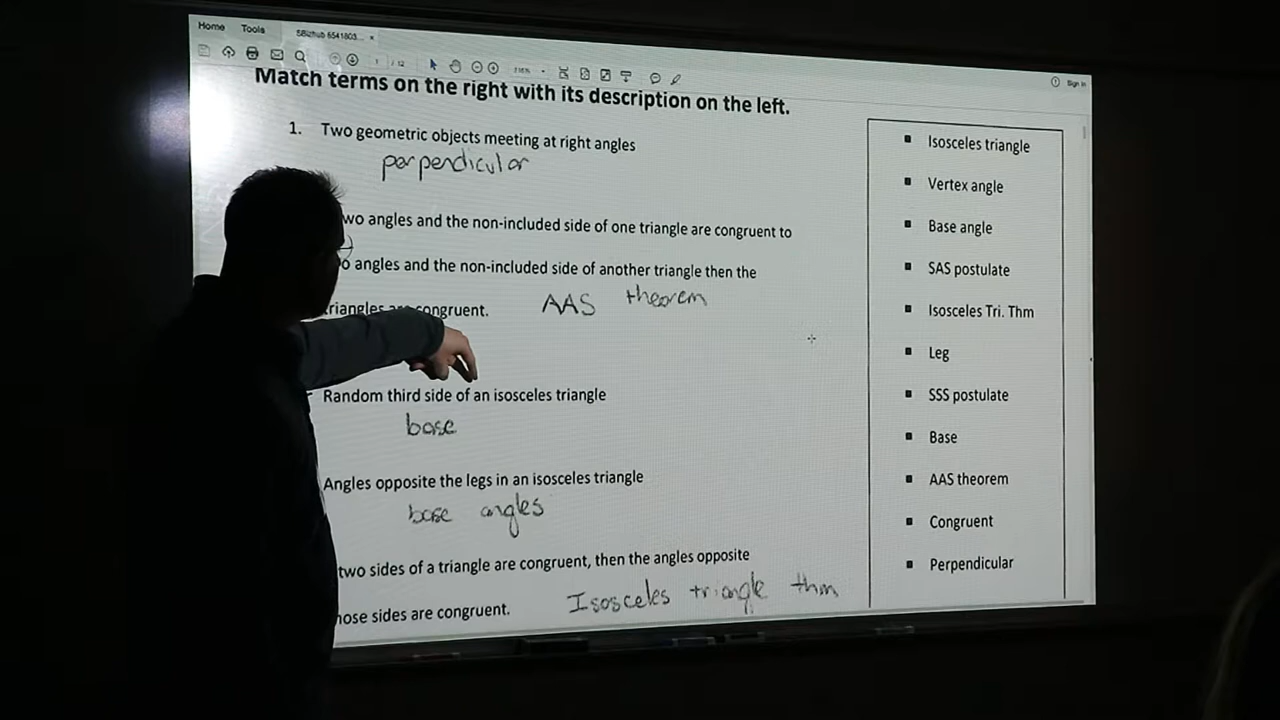 Home Tools SBizhub 6541803... ×
/ 12
Sign In
Match terms on the right with its description on the left.
1. Two geometric objects meeting at right angles
perpendicular
wo angles and the non-included side of one triangle are congruent to
o angles and the non-included side of another triangle then the
triangles are congruent. AAS theorem
Random third side of an isosceles triangle
base
Angles opposite the legs in an isosceles triangle
base angles
two sides of a triangle are congruent, then the angles opposite
hose sides are congruent. Isosceles triangle thm
Isosceles triangle
Vertex angle
Base angle
SAS postulate
Isosceles Tri. Thm
Leg
SSS postulate
Base
AAS theorem
Congruent
Perpendicular